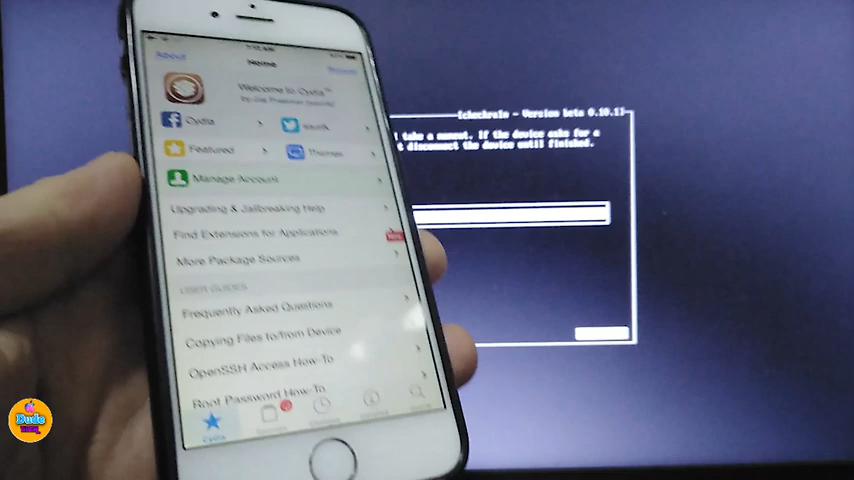 About
Home
Welcome to Cydia™
Cydia
saurik
Featured
Themes
Manage Account
Upgrading & Jailbreaking Help
Find Extensions for Applications
More Package Sources
USER GUIDES
Frequently Asked Questions
Copying Files to/from Device
OpenSSH Access How-To
Root Password How-To
Cydia
[checkra1n - Version beta 0.10.1]
take a moment. If the device asks for a
t disconnect the device until finished.
Dude